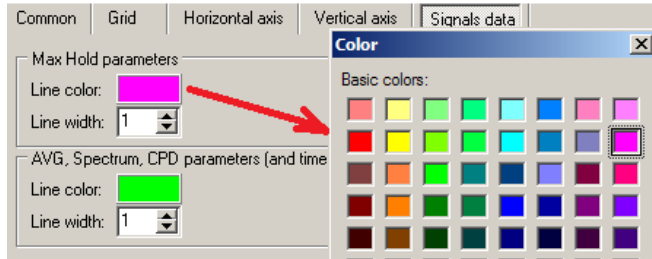 Common Grid Horizontal axis Vertical axis Signals data
Color
Max Hold parameters
Basic colors:
Line color:
Line width: 1
AVG, Spectrum, CPD parameters (and time
Line color:
Line width: 1